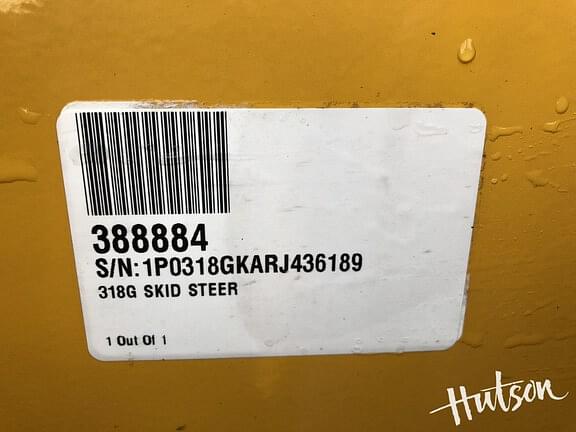 388884
S/N:1P0318GKARJ436189
318G SKID STEER
1 Out Of 1
Hutson